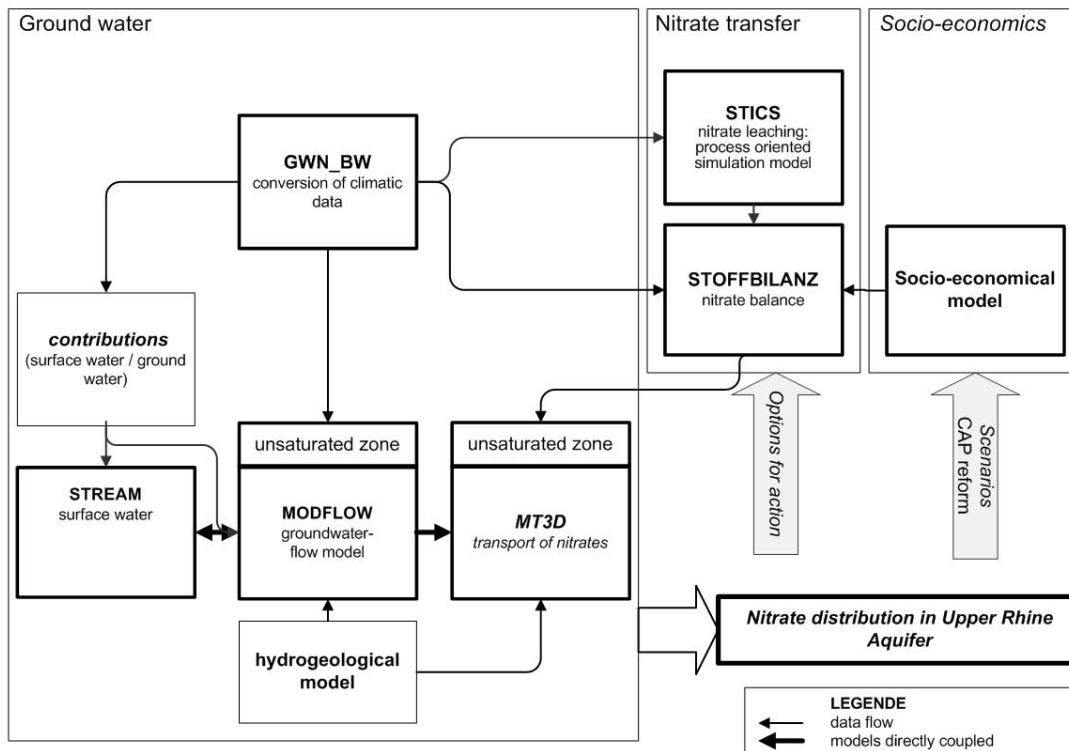 Ground water
Nitrate transfer
Socio-economics
STICS
nitrate leaching:
process oriented
simulation model
GWN_BW
conversion of climatic
data
STOFFBILANZ
nitrate balance
Socio-economical
model
contributions
(surface water / ground
water)
Options for
action
Scenarios
CAP reform
unsaturated zone
unsaturated zone
STREAM
surface water
MODFLOW
groundwater-
flow model
MT3D
transport of nitrates
Nitrate distribution in Upper Rhine
Aquifer
hydrogeological
model
LEGENDE
data flow
models directly coupled